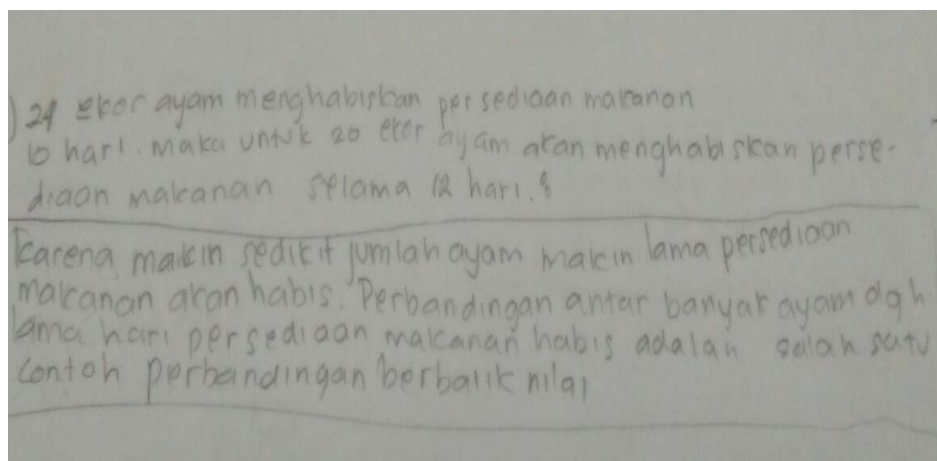 ) 24 ekor ayam menghabiskan persediaan makanan
10 hari. Maka untuk 20 ekor ayam akan menghabiskan perse-
diaan makanan selama 12 hari.
Karena makin sedikit jumlah ayam makin lama persediaan
makanan akan habis. Perbandingan antar banyak ayam dgn
lama hari persediaan makanan habis adalah salah satu
contoh perbandingan berbalik nilai